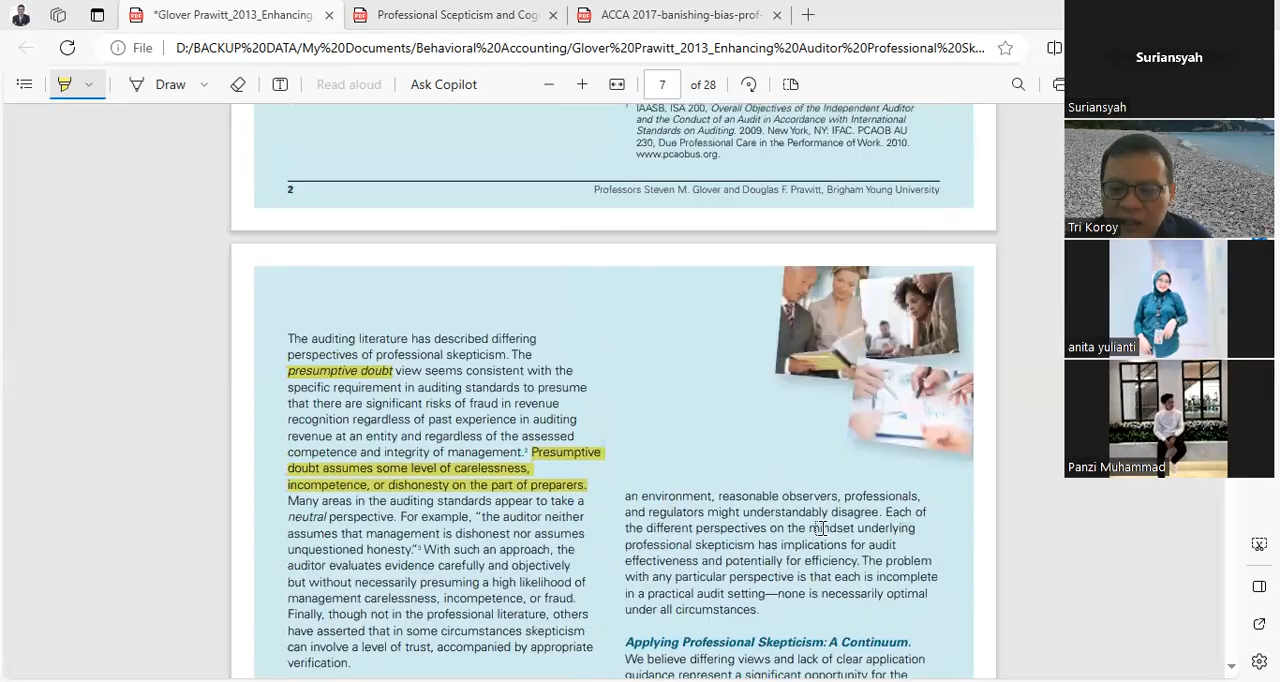 *Glover Prawitt_2013_Enhancing
Professional Scepticism and Cog
ACCA 2017-banishing-bias-prof-
File
D:/BACKUP%20DATA/My%20Documents/Behavioral%20Accounting/Glover%20Prawitt_2013_Enhancing%20Auditor%20Professional%20Sk...
Draw
Read aloud
Ask Copilot
7
of 28
IAASB, ISA 200, Overall Objectives of the Independent Auditor
and the Conduct of an Audit in Accordance with International
Standards on Auditing. 2009. New York, NY: IFAC. PCAOB AU
230, Due Professional Care in the Performance of Work. 2010.
www.pcaobus.org.
2
Professors Steven M. Glover and Douglas F. Prawitt, Brigham Young University
The auditing literature has described differing
perspectives of professional skepticism. The
presumptive doubt view seems consistent with the
specific requirement in auditing standards to presume
that there are significant risks of fraud in revenue
recognition regardless of past experience in auditing
revenue at an entity and regardless of the assessed
competence and integrity of management.² Presumptive
doubt assumes some level of carelessness,
incompetence, or dishonesty on the part of preparers.
Many areas in the auditing standards appear to take a
neutral perspective. For example, “the auditor neither
assumes that management is dishonest nor assumes
unquestioned honesty.”³ With such an approach, the
auditor evaluates evidence carefully and objectively
but without necessarily presuming a high likelihood of
management carelessness, incompetence, or fraud.
Finally, though not in the professional literature, others
have asserted that in some circumstances skepticism
can involve a level of trust, accompanied by appropriate
verification.
an environment, reasonable observers, professionals,
and regulators might understandably disagree. Each of
the different perspectives on the mindset underlying
professional skepticism has implications for audit
effectiveness and potentially for efficiency. The problem
with any particular perspective is that each is incomplete
in a practical audit setting—none is necessarily optimal
under all circumstances.
Applying Professional Skepticism: A Continuum.
We believe differing views and lack of clear application
guidance represent a significant opportunity for the
Suriansyah
Suriansyah
Tri Koroy
anita yulianti
Panzi Muhammad